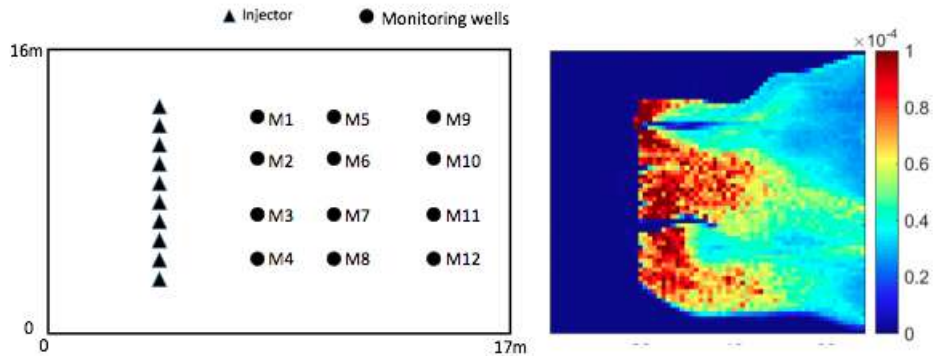 Injector
Monitoring wells
16m
×10⁻⁴
1
M1 M5 M9
0.8
M2 M6 M10
0.6
M3 M7 M11
0.4
M4 M8 M12
0.2
0
0
0
17m